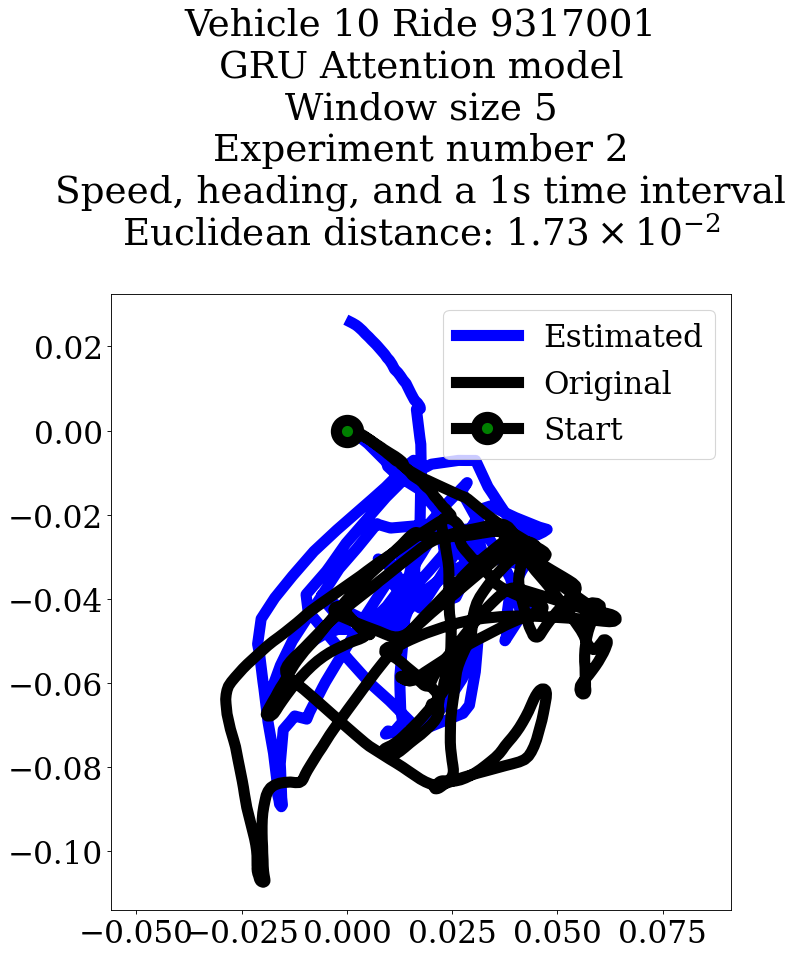 Vehicle 10 Ride 9317001
GRU Attention model
Window size 5
Experiment number 2
Speed, heading, and a 1s time interval
Euclidean distance: 1.73 × 10⁻²
Estimated
Original
Start
0.02
0.00
−0.02
−0.04
−0.06
−0.08
−0.10
−0.050 −0.025 0.000 0.025 0.050 0.075